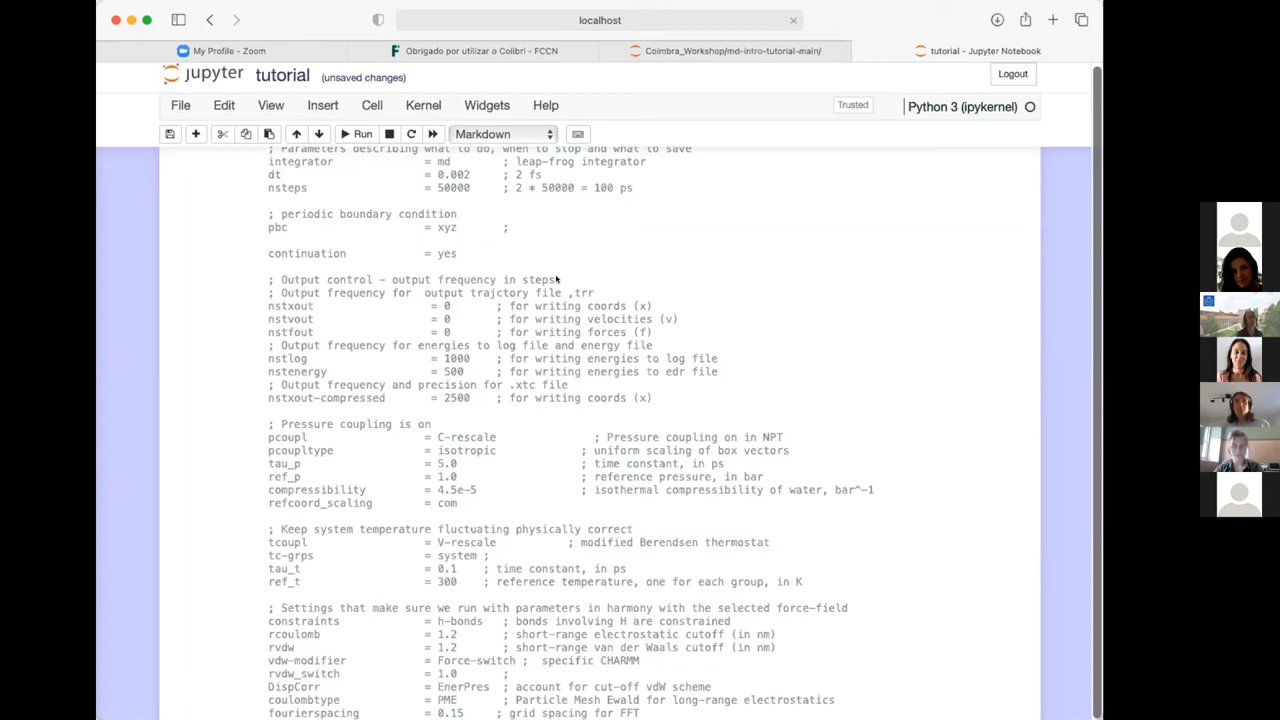 localhost
My Profile - Zoom
Obrigado por utilizar o Colibri - FCCN
Coimbra_Workshop/md-intro-tutorial-main/
tutorial - Jupyter Notebook
jupyter tutorial (unsaved changes)
Logout
File Edit View Insert Cell Kernel Widgets Help
Trusted
Python 3 (ipykernel)
Run
Markdown
; Parameters describing what to do, when to stop and what to save
integrator = md ; leap-frog integrator
dt = 0.002 ; 2 fs
nsteps = 50000 ; 2 * 50000 = 100 ps
; periodic boundary condition
pbc = xyz ;
continuation = yes
; Output control - output frequency in steps
; Output frequency for output trajctory file ,trr
nstxout = 0 ; for writing coords (x)
nstvout = 0 ; for writing velocities (v)
nstfout = 0 ; for writing forces (f)
; Output frequency for energies to log file and energy file
nstlog = 1000 ; for writing energies to log file
nstenergy = 500 ; for writing energies to edr file
; Output frequency and precision for .xtc file
nstxout-compressed = 2500 ; for writing coords (x)
; Pressure coupling is on
pcoupl = C-rescale ; Pressure coupling on in NPT
pcoupltype = isotropic ; uniform scaling of box vectors
tau_p = 5.0 ; time constant, in ps
ref_p = 1.0 ; reference pressure, in bar
compressibility = 4.5e-5 ; isothermal compressibility of water, bar^-1
refcoord_scaling = com
; Keep system temperature fluctuating physically correct
tcoupl = V-rescale ; modified Berendsen thermostat
tc-grps = system ;
tau_t = 0.1 ; time constant, in ps
ref_t = 300 ; reference temperature, one for each group, in K
; Settings that make sure we run with parameters in harmony with the selected force-field
constraints = h-bonds ; bonds involving H are constrained
rcoulomb = 1.2 ; short-range electrostatic cutoff (in nm)
rvdw = 1.2 ; short-range van der Waals cutoff (in nm)
vdw-modifier = Force-switch ; specific CHARMM
rvdw_switch = 1.0 ;
DispCorr = EnerPres ; account for cut-off vdW scheme
coulombtype = PME ; Particle Mesh Ewald for long-range electrostatics
fourierspacing = 0.15 ; grid spacing for FFT